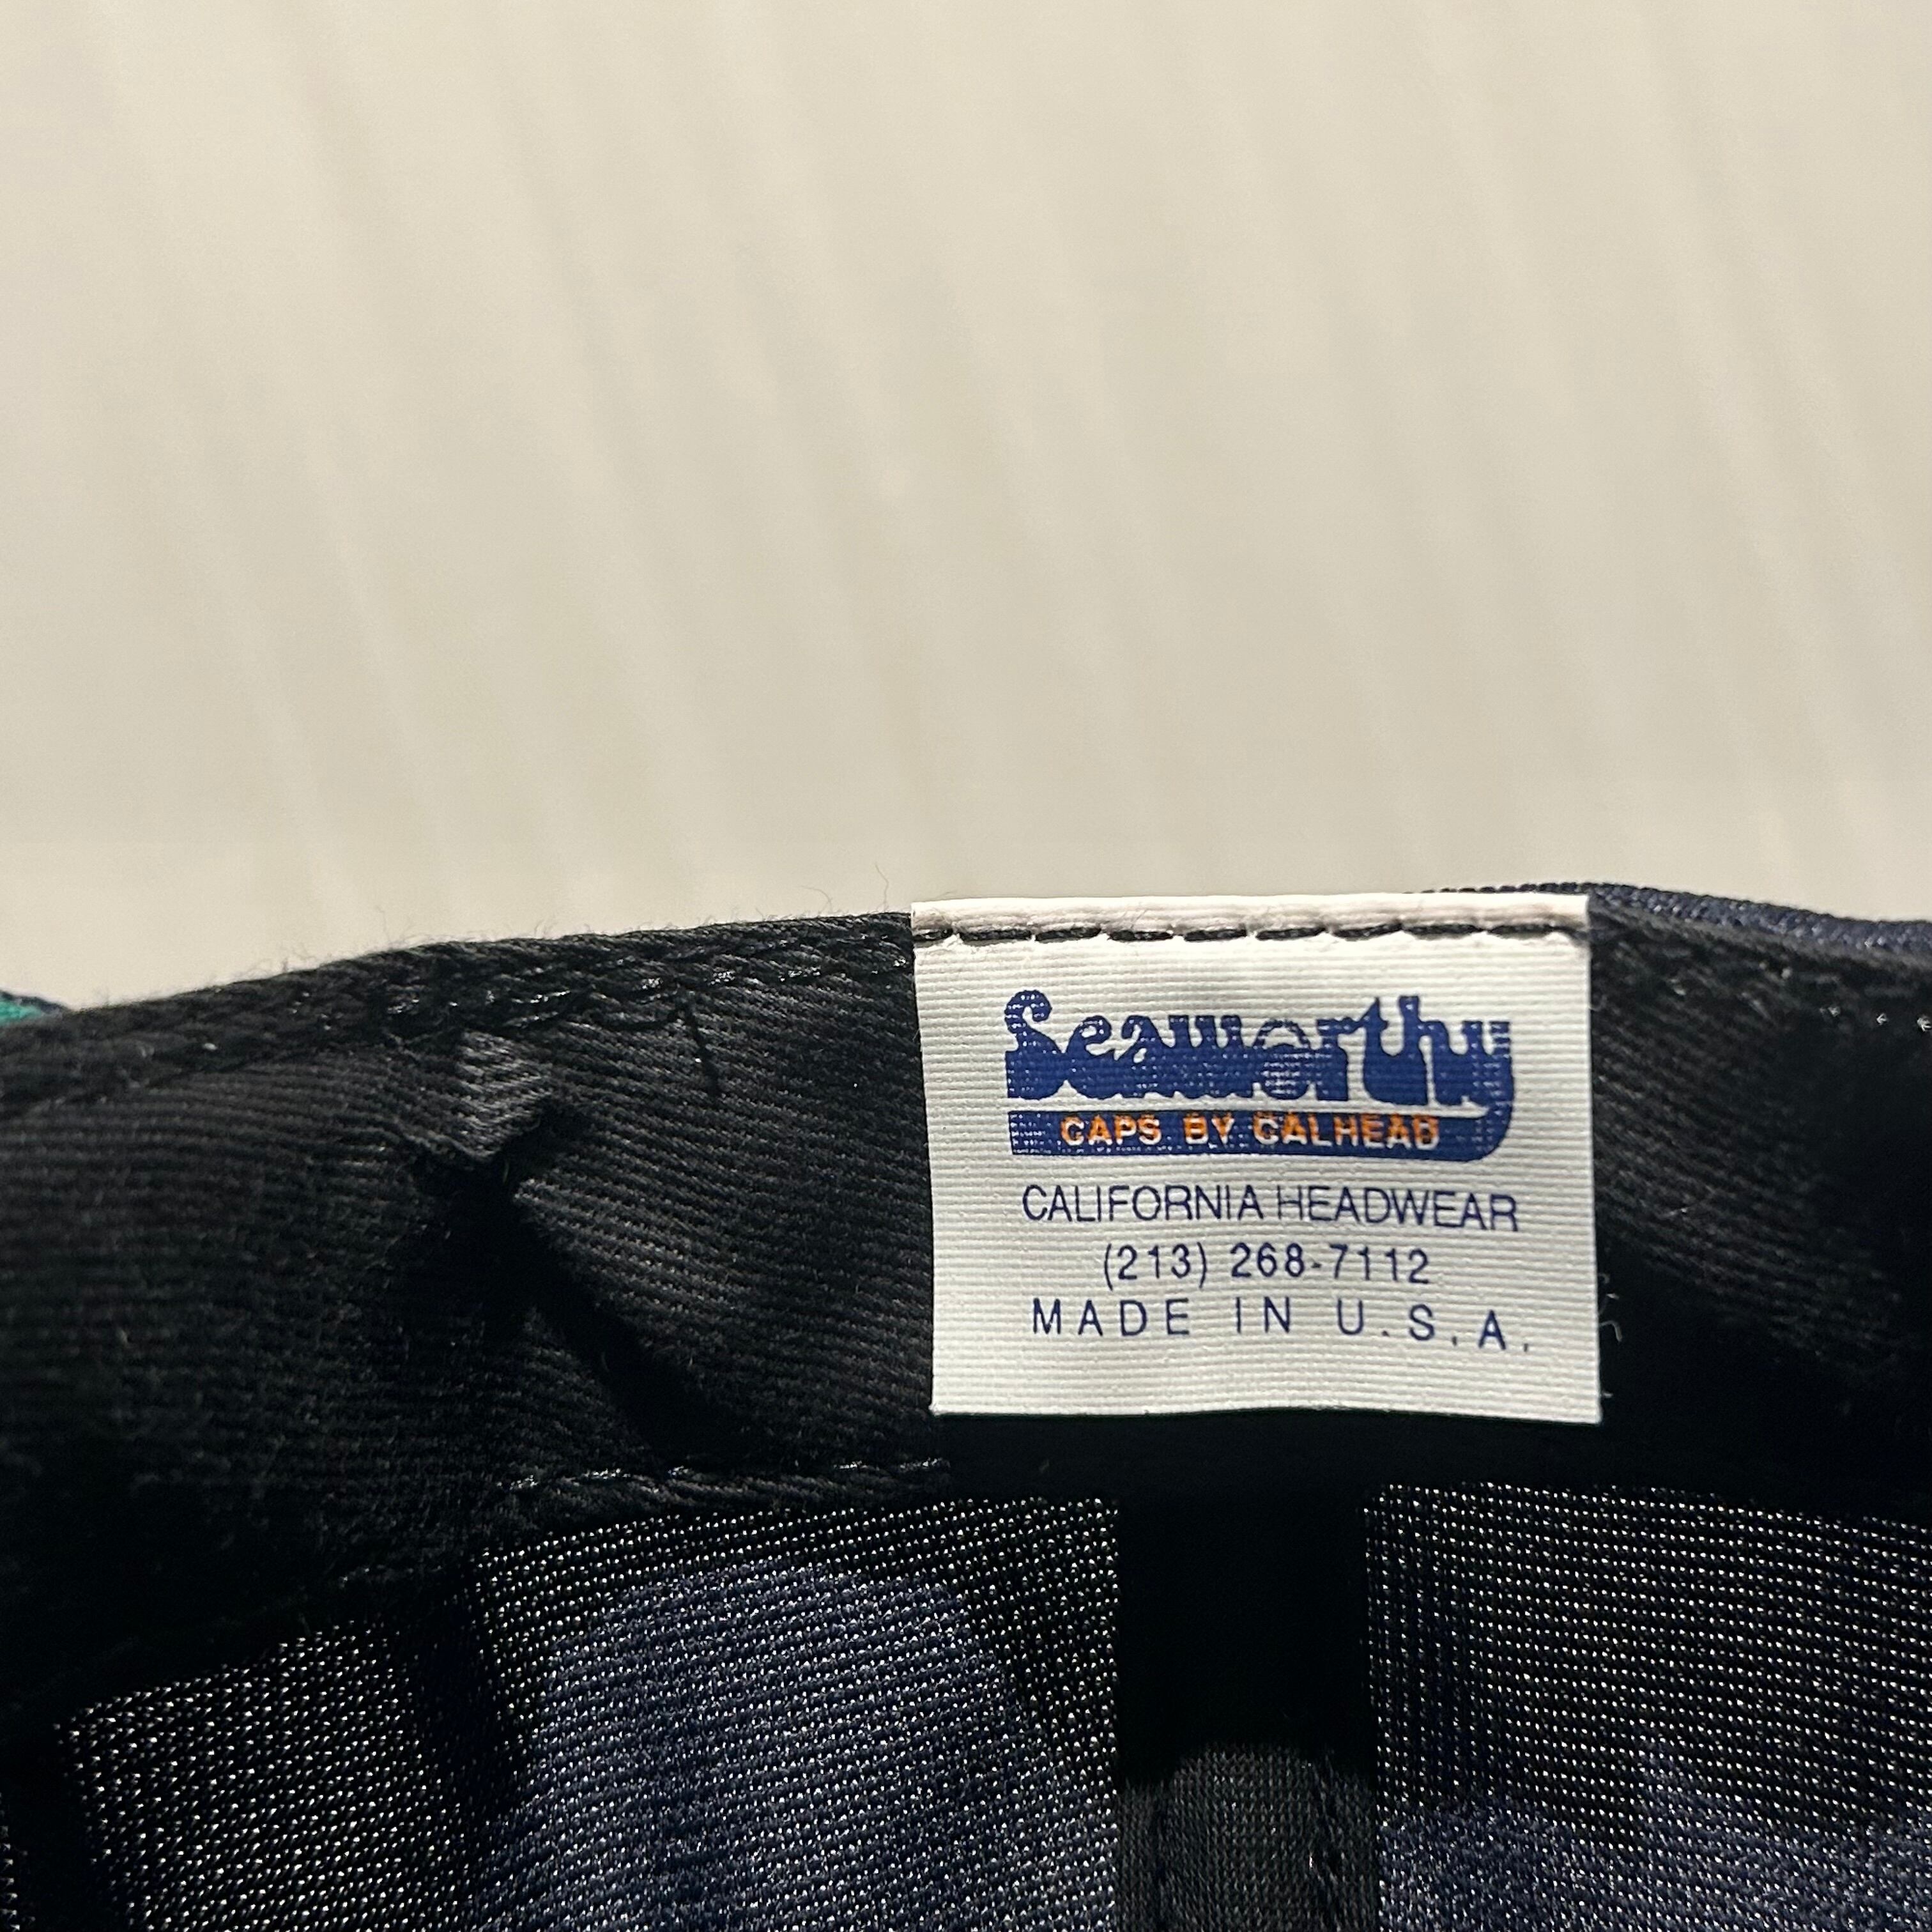 Seaworthy
CAPS BY CALHEAD
CALIFORNIA HEADWEAR
(213) 268-7112
MADE IN U.S.A.